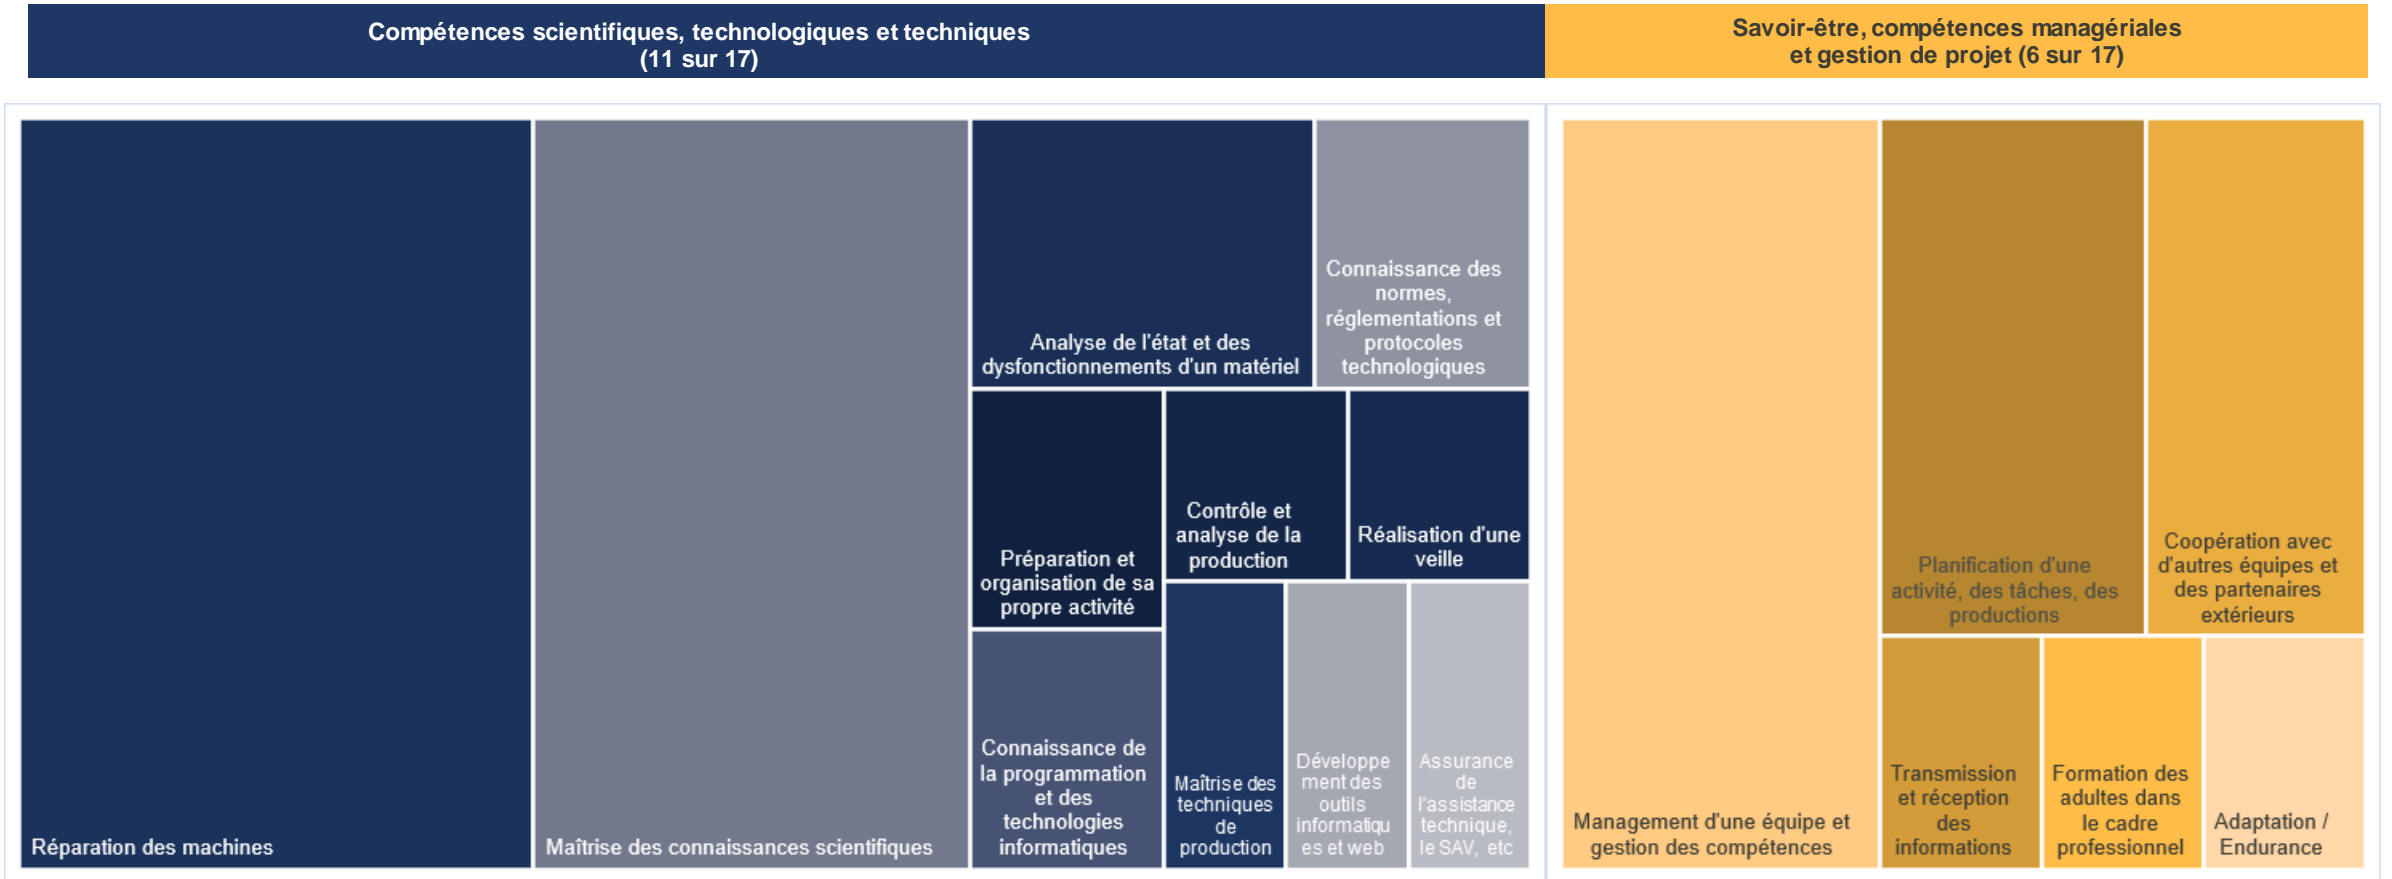 Compétences scientifiques, technologiques et techniques
(11 sur 17)
Savoir-être, compétences managériales
et gestion de projet (6 sur 17)
Réparation des machines
Maîtrise des connaissances scientifiques
Analyse de l'état et des
dysfonctionnements d'un matériel
Connaissance des
normes,
réglementations et
protocoles
technologiques
Préparation et
organisation de sa
propre activité
Contrôle et
analyse de la
production
Réalisation d'une
veille
Connaissance de
la programmation
et des
technologies
informatiques
Maîtrise des
techniques
de
production
Développe
ment des
outils
informatiqu
es et web
Assurance
de
l'assistance
technique,
le SAV, etc
Management d'une équipe et
gestion des compétences
Planification d'une
activité, des tâches, des
productions
Coopération avec
d'autres équipes et
des partenaires
extérieurs
Transmission
et réception
des
informations
Formation des
adultes dans
le cadre
professionnel
Adaptation /
Endurance